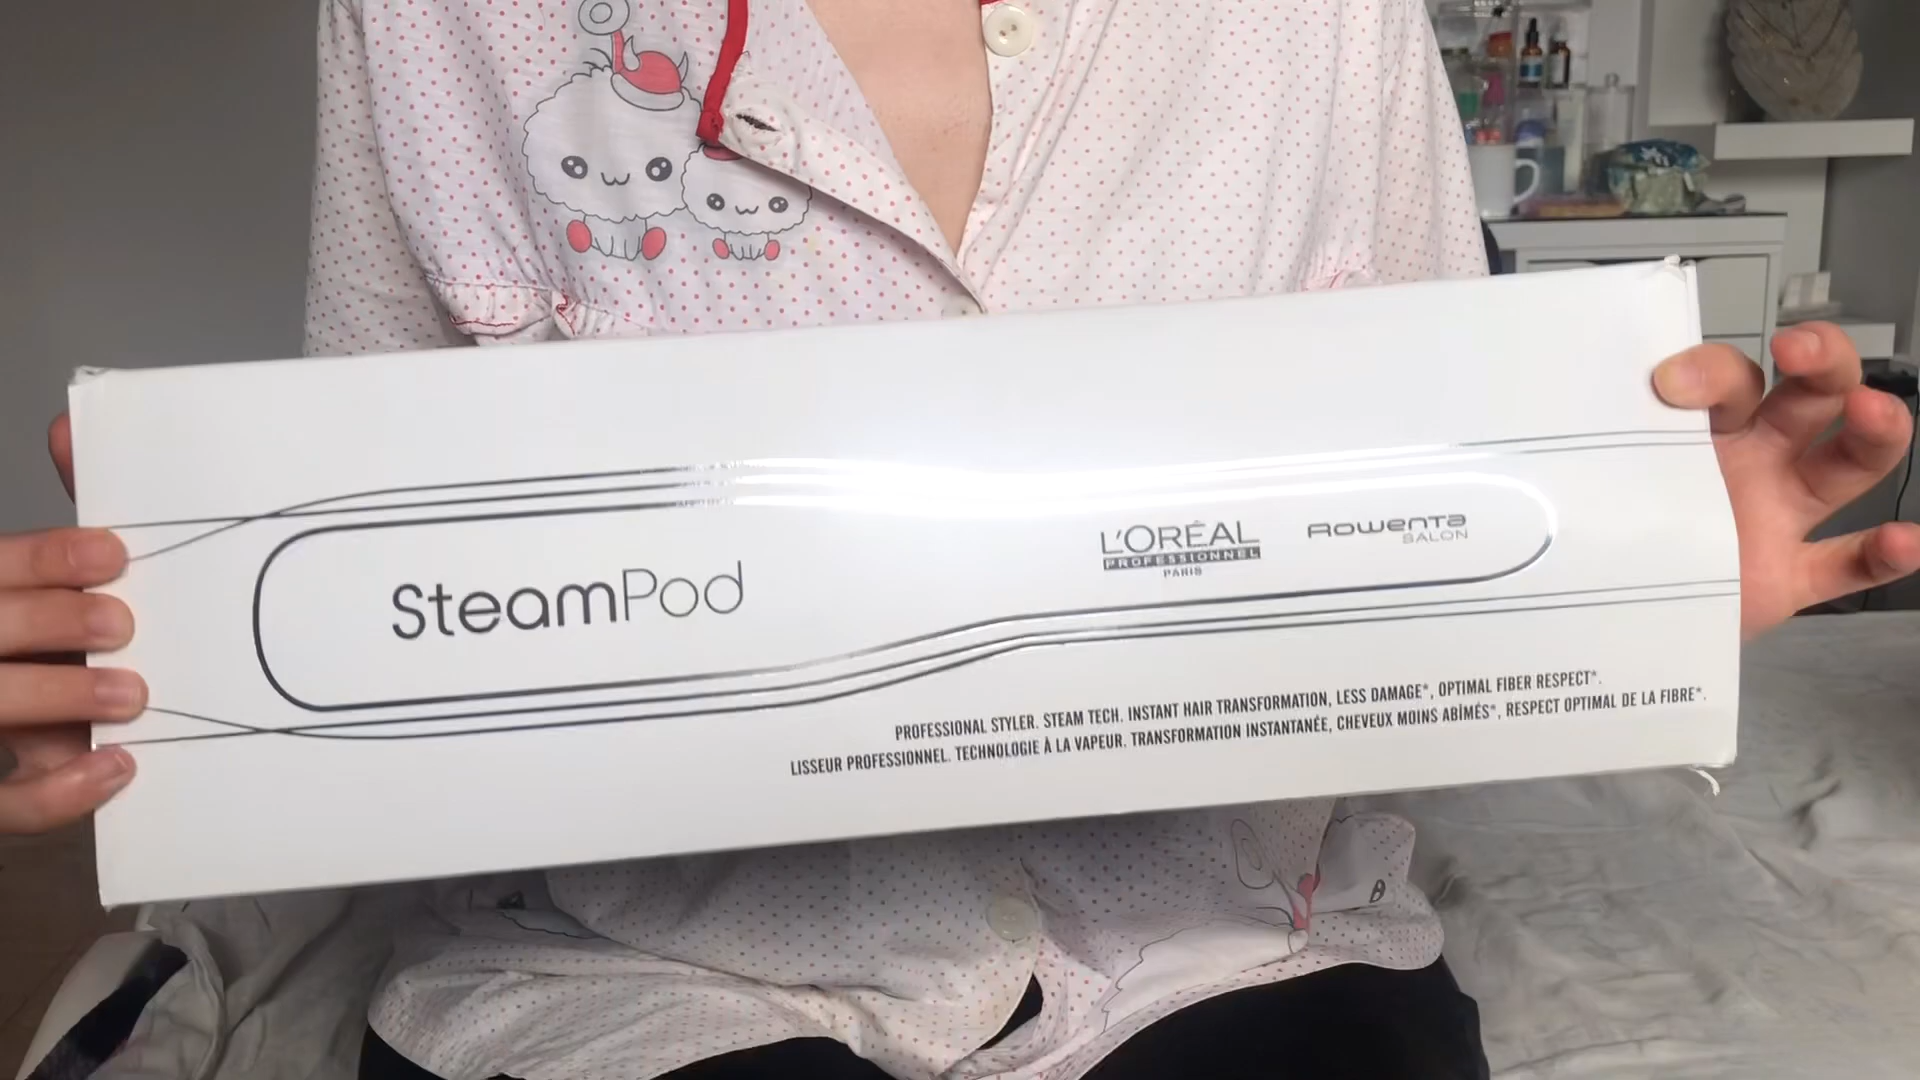 SteamPod
L'ORÉAL
PROFESSIONNEL
PARIS
ROWENTA
SALON
PROFESSIONAL STYLER. STEAM TECH. INSTANT HAIR TRANSFORMATION, LESS DAMAGE*, OPTIMAL FIBER RESPECT*.
LISSEUR PROFESSIONNEL. TECHNOLOGIE À LA VAPEUR. TRANSFORMATION INSTANTANÉE, CHEVEUX MOINS ABÎMÉS*, RESPECT OPTIMAL DE LA FIBRE*.